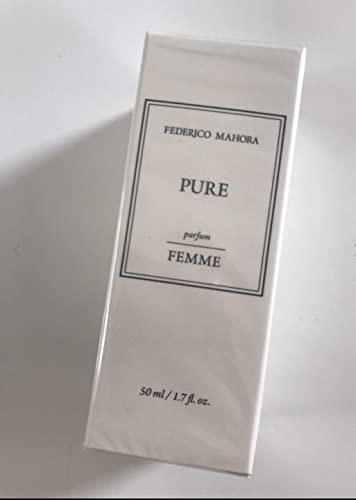 FEDERICO MAHORA
PURE
parfum
FEMME
50 ml / 1.7 fl. oz.